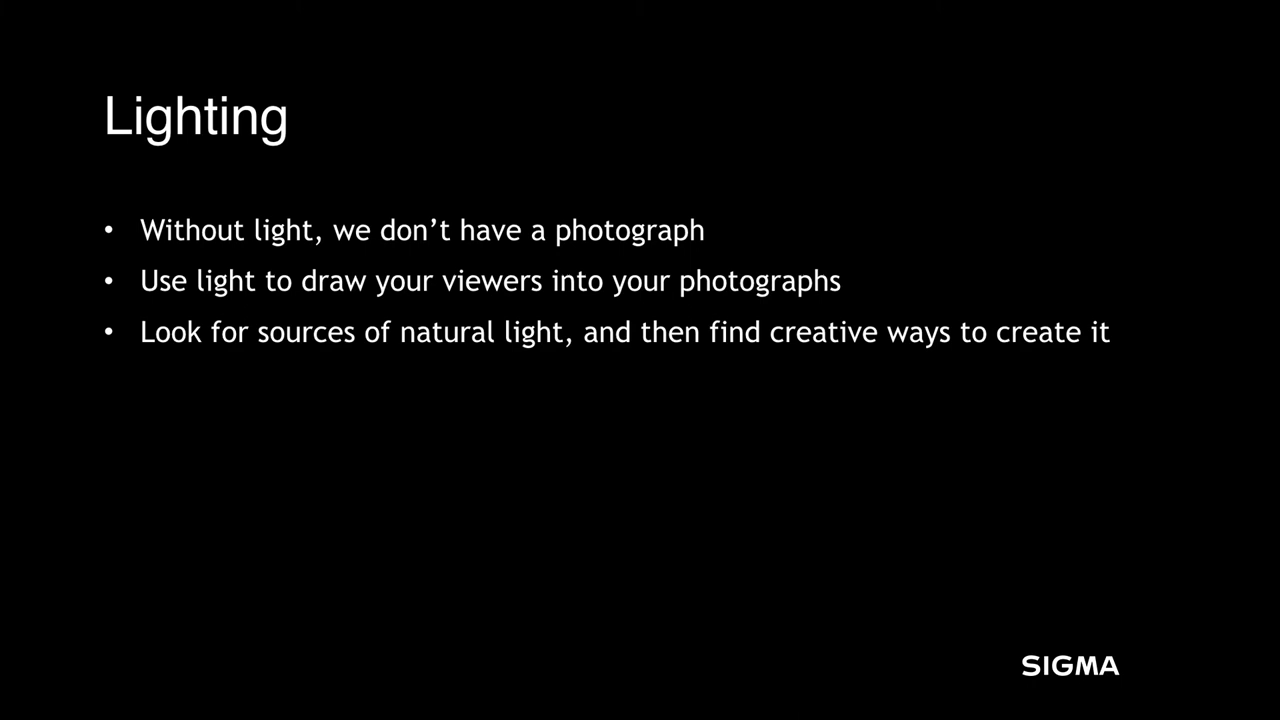 Lighting
• Without light, we don’t have a photograph
• Use light to draw your viewers into your photographs
• Look for sources of natural light, and then find creative ways to create it
SIGMA